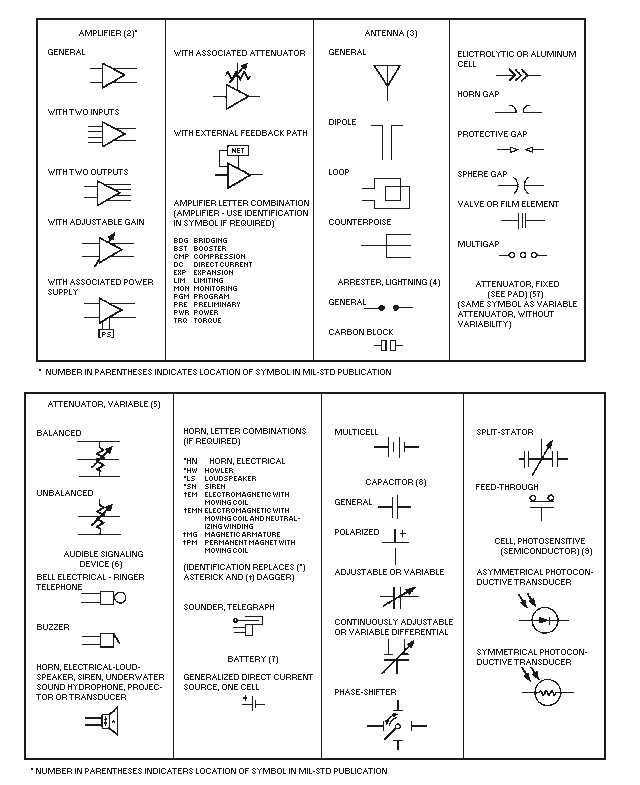 AMPLIFIER (2)*
GENERAL
WITH TWO INPUTS
WITH TWO OUTPUTS
WITH ADJUSTABLE GAIN
WITH ASSOCIATED POWER
SUPPLY
PS
WITH ASSOCIATED ATTENUATOR
WITH EXTERNAL FEEDBACK PATH
NET
AMPLIFIER LETTER COMBINATION
(AMPLIFIER - USE IDENTIFICATION
IN SYMBOL IF REQUIRED)
BDG BRIDGING
BST BOOSTER
CMP COMPRESSION
DC DIRECT CURRENT
EXP EXPANSION
LIM LIMITING
MON MONITORING
PGM PROGRAM
PRE PRELIMINARY
PWR POWER
TRQ TORQUE
ANTENNA (3)
GENERAL
DIPOLE
LOOP
COUNTERPOISE
ARRESTER, LIGHTNING (4)
GENERAL
CARBON BLOCK
ELICTROLYTIC OR ALUMINUM
CELL
HORN GAP
PROTECTIVE GAP
SPHERE GAP
VALVE OR FILM ELEMENT
MULTIGAP
ATTENUATOR, FIXED
(SEE PAD) (57)
(SAME SYMBOL AS VARIABLE
ATTENUATOR, WITHOUT
VARIABILITY)
* NUMBER IN PARENTHESES INDICATES LOCATION OF SYMBOL IN MIL-STD PUBLICATION
ATTENUATOR, VARIABLE (5)
BALANCED
UNBALANCED
AUDIBLE SIGNALING
DEVICE (6)
BELL ELECTRICAL - RINGER
TELEPHONE
BUZZER
HORN, ELECTRICAL-LOUD-
SPEAKER, SIREN, UNDERWATER
SOUND HYDROPHONE, PROJEC-
TOR OR TRANSDUCER
HORN, LETTER COMBINATIONS
(IF REQUIRED)
*HN HORN, ELECTRICAL
*HW HOWLER
*LS LOUDSPEAKER
*SN SIREN
†EM ELECTROMAGNETIC WITH
MOVING COIL
†EMN ELECTROMAGNETIC WITH
MOVING COIL AND NEUTRAL-
IZING WINDING
†MG MAGNETIC ARMATURE
†PM PERMANENT MAGNET WITH
MOVING COIL
(IDENTIFICATION REPLACES (*)
ASTERICK AND (†) DAGGER)
SOUNDER, TELEGRAPH
BATTERY (7)
GENERALIZED DIRECT CURRENT
SOURCE, ONE CELL
+
MULTICELL
CAPACITOR (8)
GENERAL
POLARIZED
+
ADJUSTABLE OR VARIABLE
CONTINUOUSLY ADJUSTABLE
OR VARIABLE DIFFERENTIAL
PHASE-SHIFTER
SPLIT-STATOR
FEED-THROUGH
CELL, PHOTOSENSITIVE
(SEMICONDUCTOR) (9)
ASYMMETRICAL PHOTOCON-
DUCTIVE TRANSDUCER
SYMMETRICAL PHOTOCON-
DUCTIVE TRANSDUCER
* NUMBER IN PARENTHESES INDICATERS LOCATION OF SYMBOL IN MIL-STD PUBLICATION